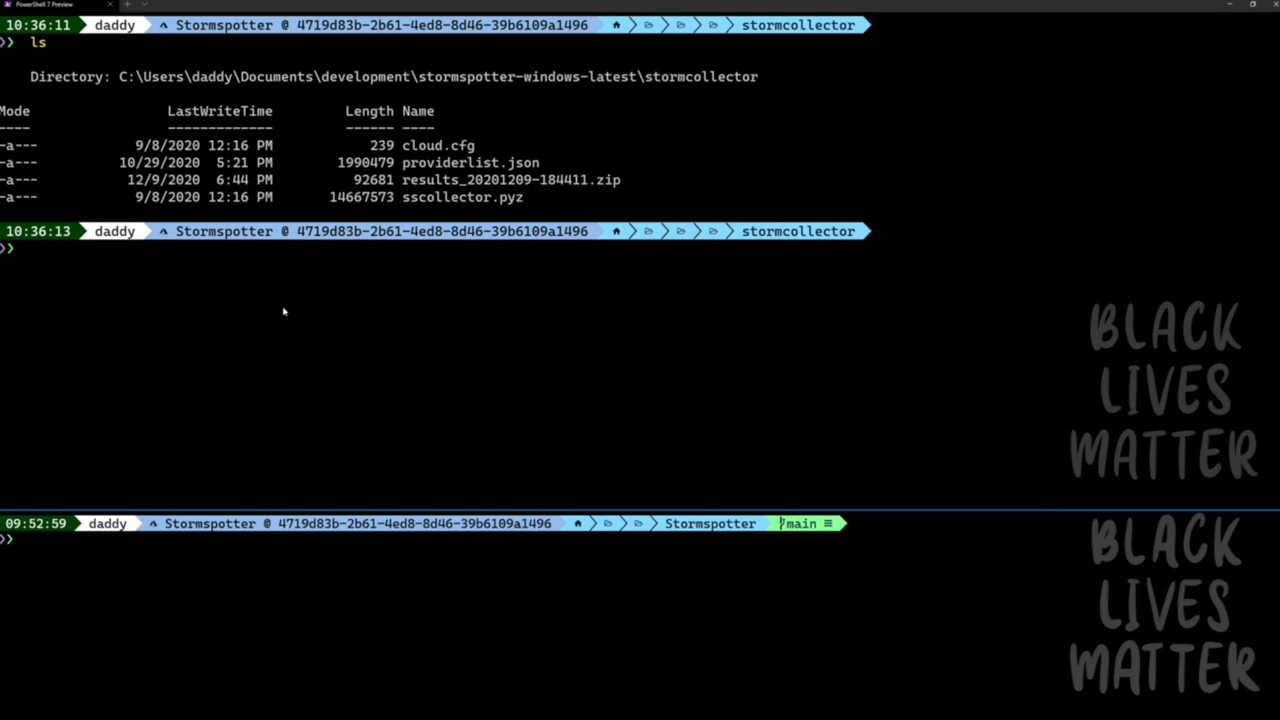 PowerShell 7 Preview
10:36:11 daddy Stormspotter @ 4719d83b-2b61-4ed8-8d46-39b6109a1496 stormcollector
ls
Directory: C:\Users\daddy\Documents\development\stormspotter-windows-latest\stormcollector
Mode LastWriteTime Length Name
---- ------------- ------ ----
-a--- 9/8/2020 12:16 PM 239 cloud.cfg
-a--- 10/29/2020 5:21 PM 1990479 providerlist.json
-a--- 12/9/2020 6:44 PM 92681 results_20201209-184411.zip
-a--- 9/8/2020 12:16 PM 14667573 sscollector.pyz
10:36:13 daddy Stormspotter @ 4719d83b-2b61-4ed8-8d46-39b6109a1496 stormcollector
BLACK
LIVES
MATTER
09:52:59 daddy Stormspotter @ 4719d83b-2b61-4ed8-8d46-39b6109a1496 Stormspotter main ≡
BLACK
LIVES
MATTER